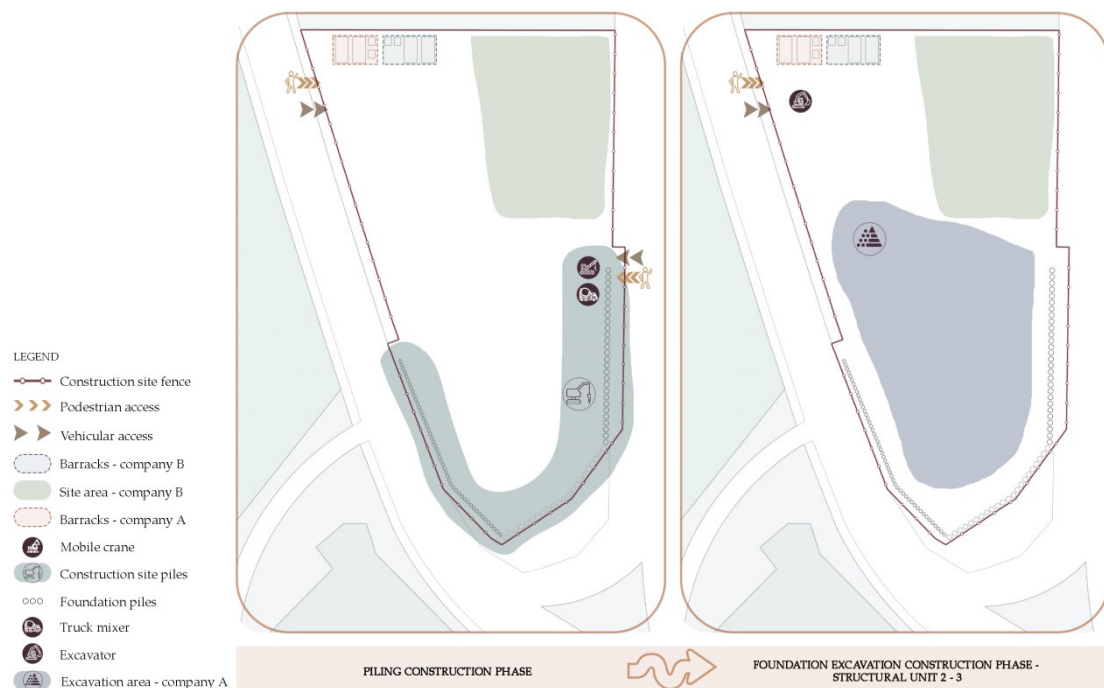 LEGEND
Construction site fence
Podestrian access
Vehicular access
Barracks - company B
Site area - company B
Barracks - company A
Mobile crane
Construction site piles
Foundation piles
Truck mixer
Excavator
Excavation area - company A
PILING CONSTRUCTION PHASE
FOUNDATION EXCAVATION CONSTRUCTION PHASE -
STRUCTURAL UNIT 2 - 3